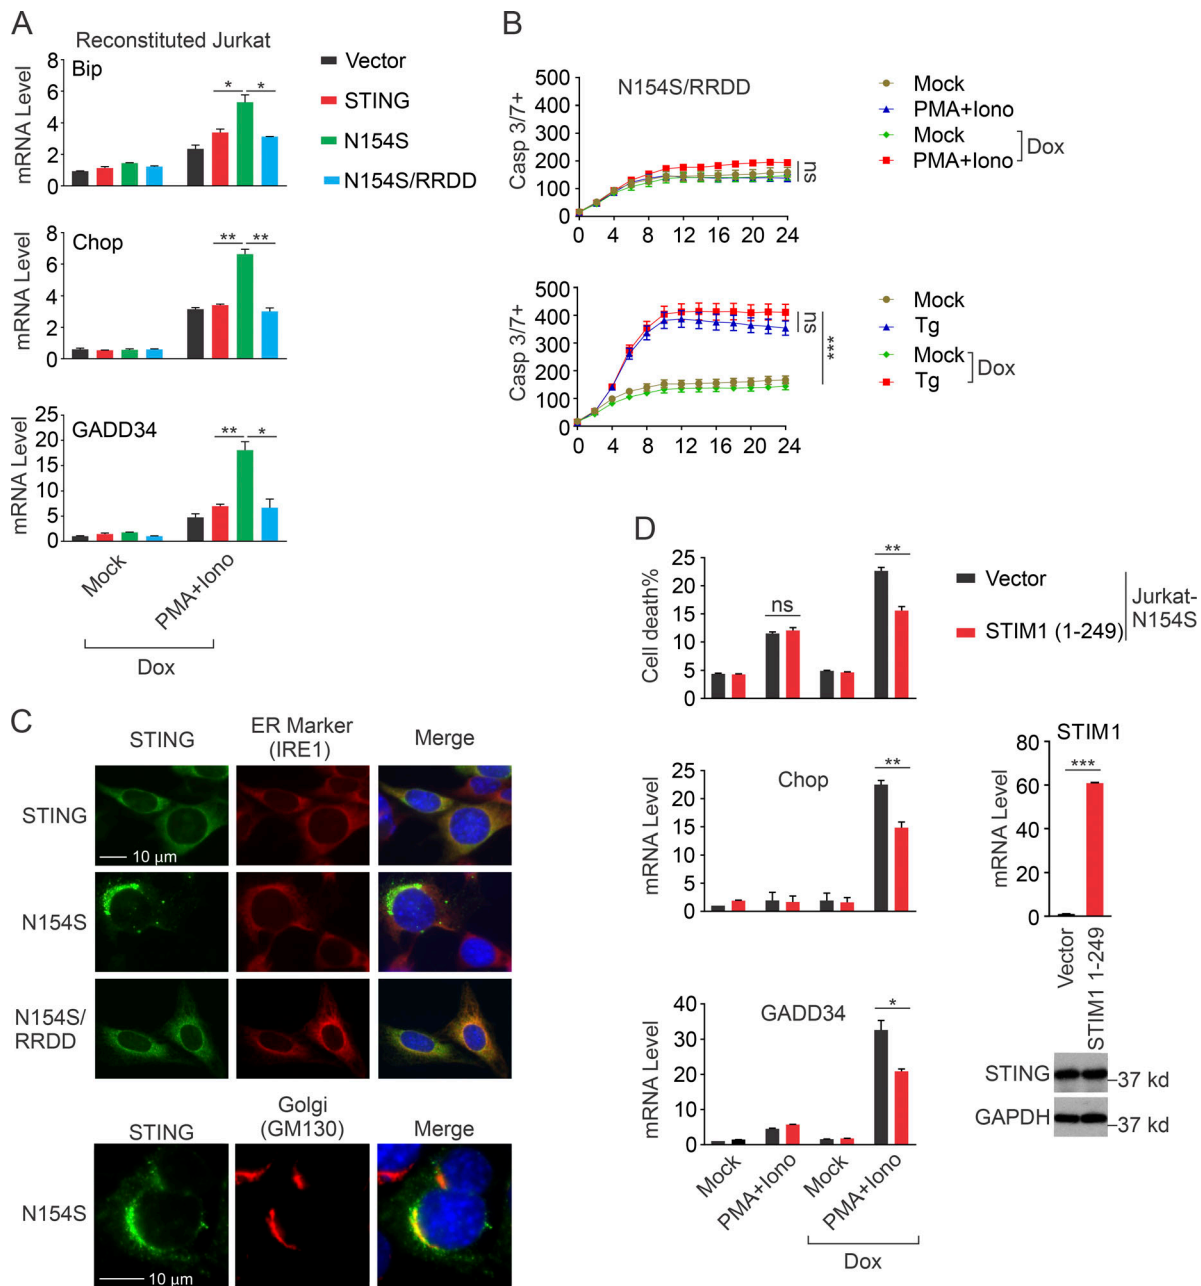 A
Reconstituted Jurkat
Bip
mRNA Level
8
6
4
2
0
* *
Vector
STING
N154S
N154S/RRDD
Chop
mRNA Level
8
6
4
2
0
** **
GADD34
mRNA Level
25
20
15
10
5
0
** *
Mock
PMA+Iono
Dox
B
N154S/RRDD
Casp 3/7+
500
400
300
200
100
0
0 4 8 12 16 20 24
ns
Mock
PMA+Iono
Mock
PMA+Iono
Dox
Casp 3/7+
400
300
400
200
100
0
0 4 8 12 16 20 24
ns
***
Mock
Tg
Mock
Tg
Dox
C
STING
ER Marker
(IRE1)
Merge
STING
10 µm
N154S
N154S/
RRDD
STING
Golgi
(GM130)
Merge
N154S
10 µm
D
Cell death%
25
20
15
10
5
0
ns
**
Vector
STIM1 (1-249)
Jurkat-
N154S
Chop
mRNA Level
25
20
15
10
5
0
**
STIM1
mRNA Level
60
40
20
0
***
Vector
STIM1 1-249
GADD34
mRNA Level
40
30
20
10
0
*
Mock
PMA+Iono
Mock
PMA+Iono
Dox
STING
37 kd
GAPDH
37 kd